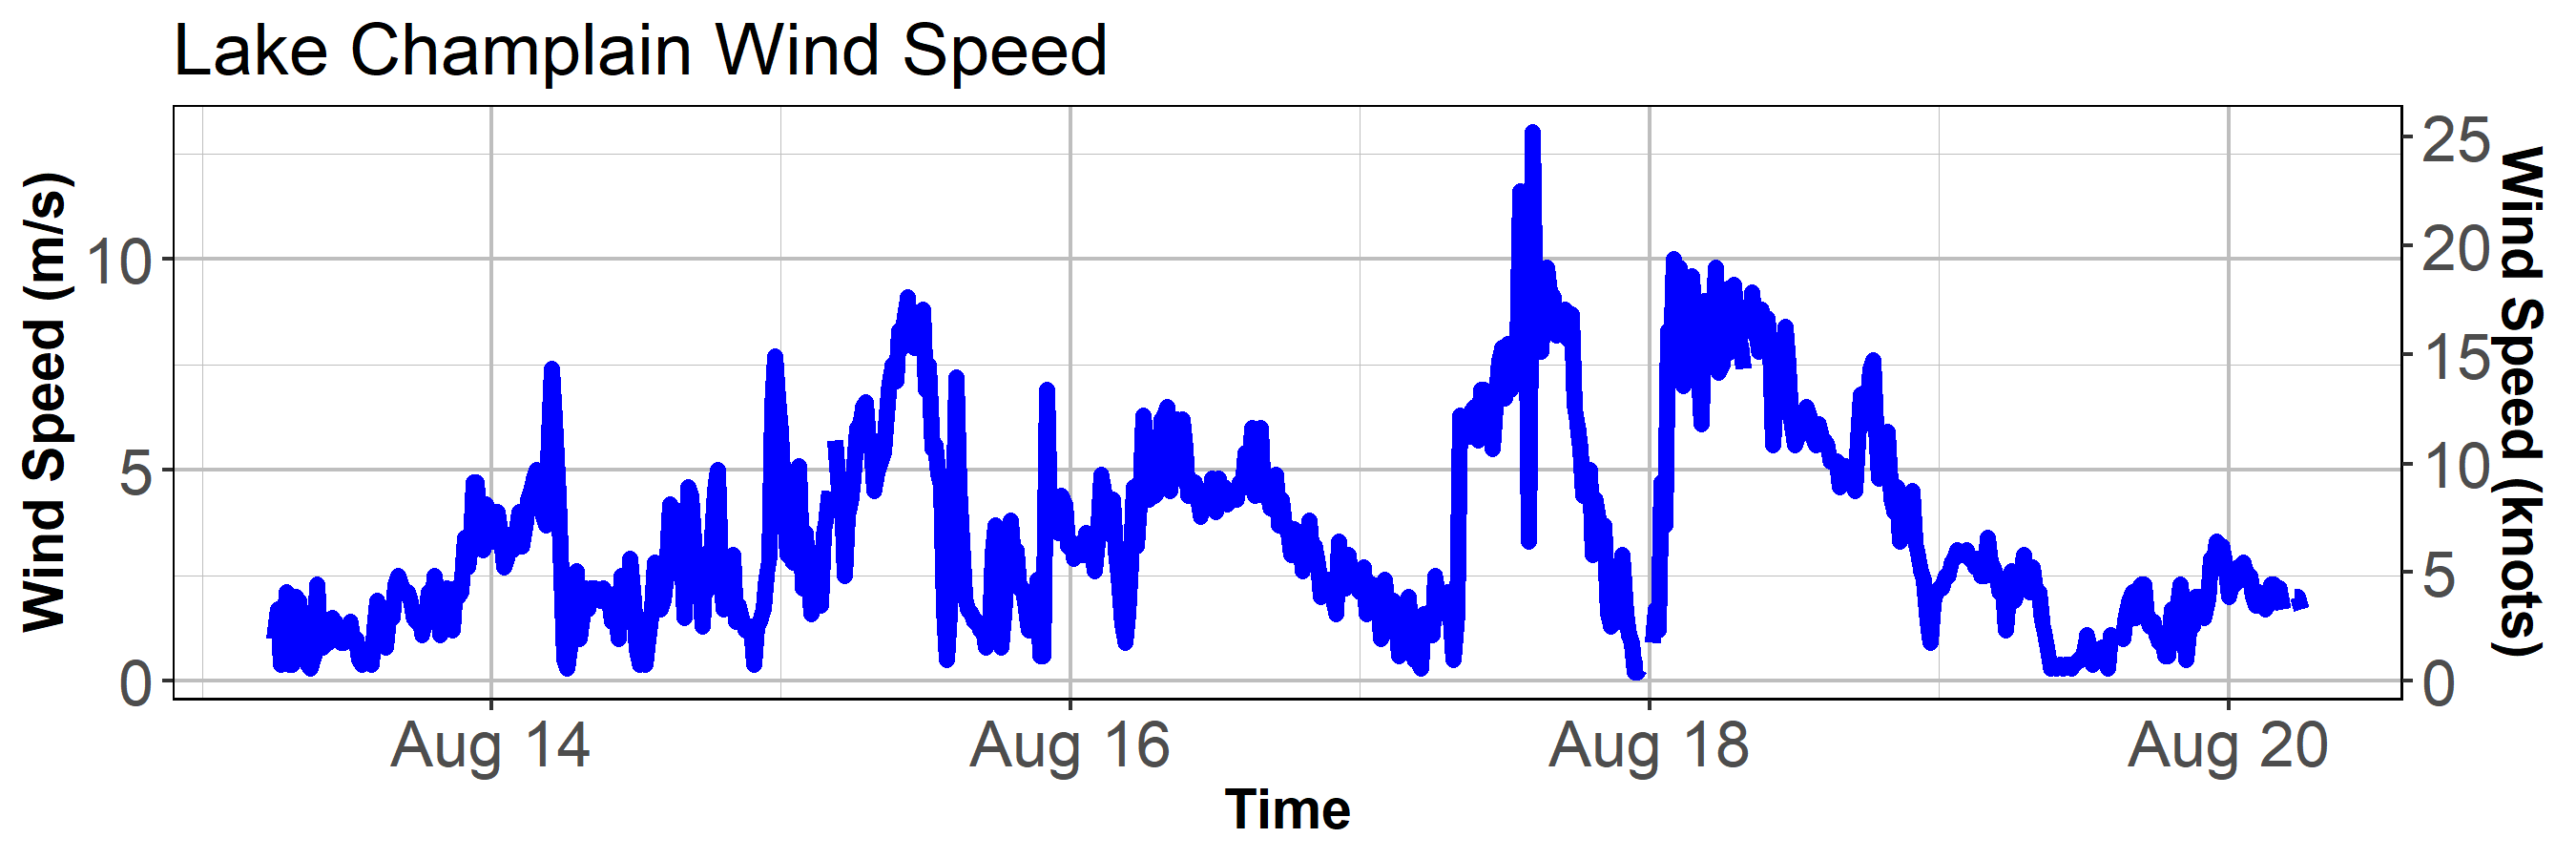 Lake Champlain Wind Speed
Wind Speed (m/s)
10
5
0
25
20
15
10
5
0
Wind Speed (knots)
Aug 14
Aug 16
Aug 18
Aug 20
Time